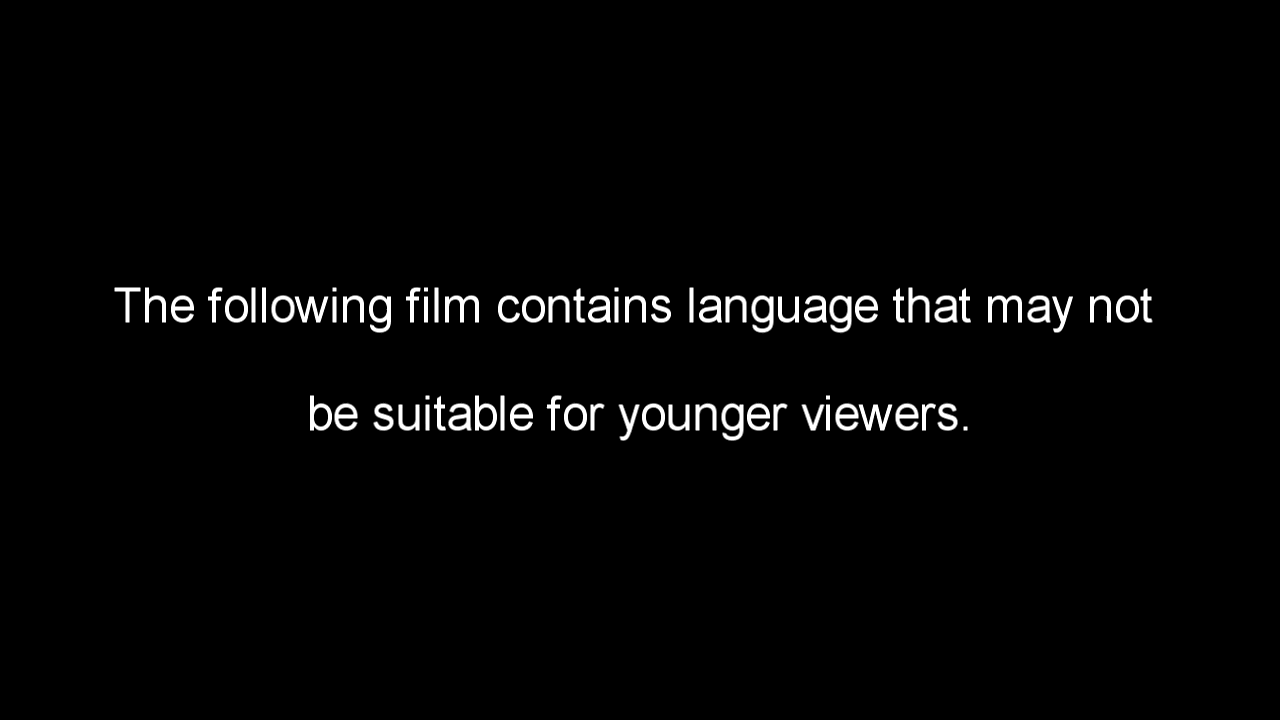 The following film contains language that may not
be suitable for younger viewers.